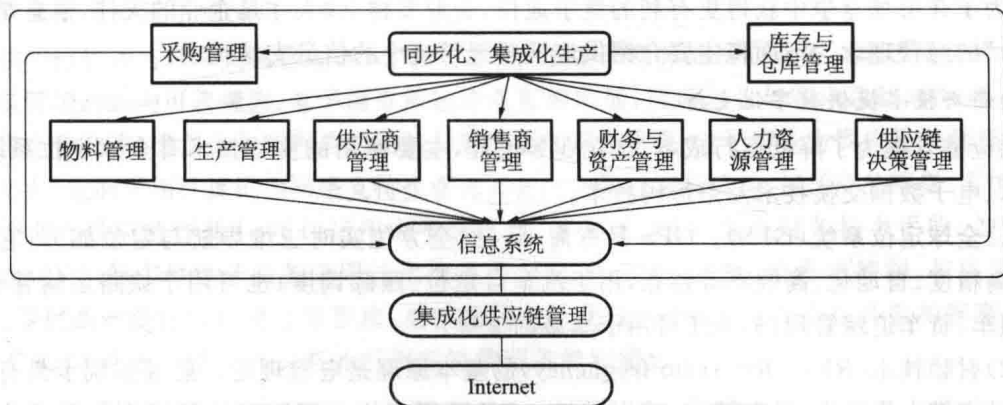 采购管理
同步化、集成化生产
库存与
仓库管理
物料管理
生产管理
供应商
管理
销售商
管理
财务与
资产管理
人力资
源管理
供应链
决策管理
信息系统
集成化供应链管理
Internet